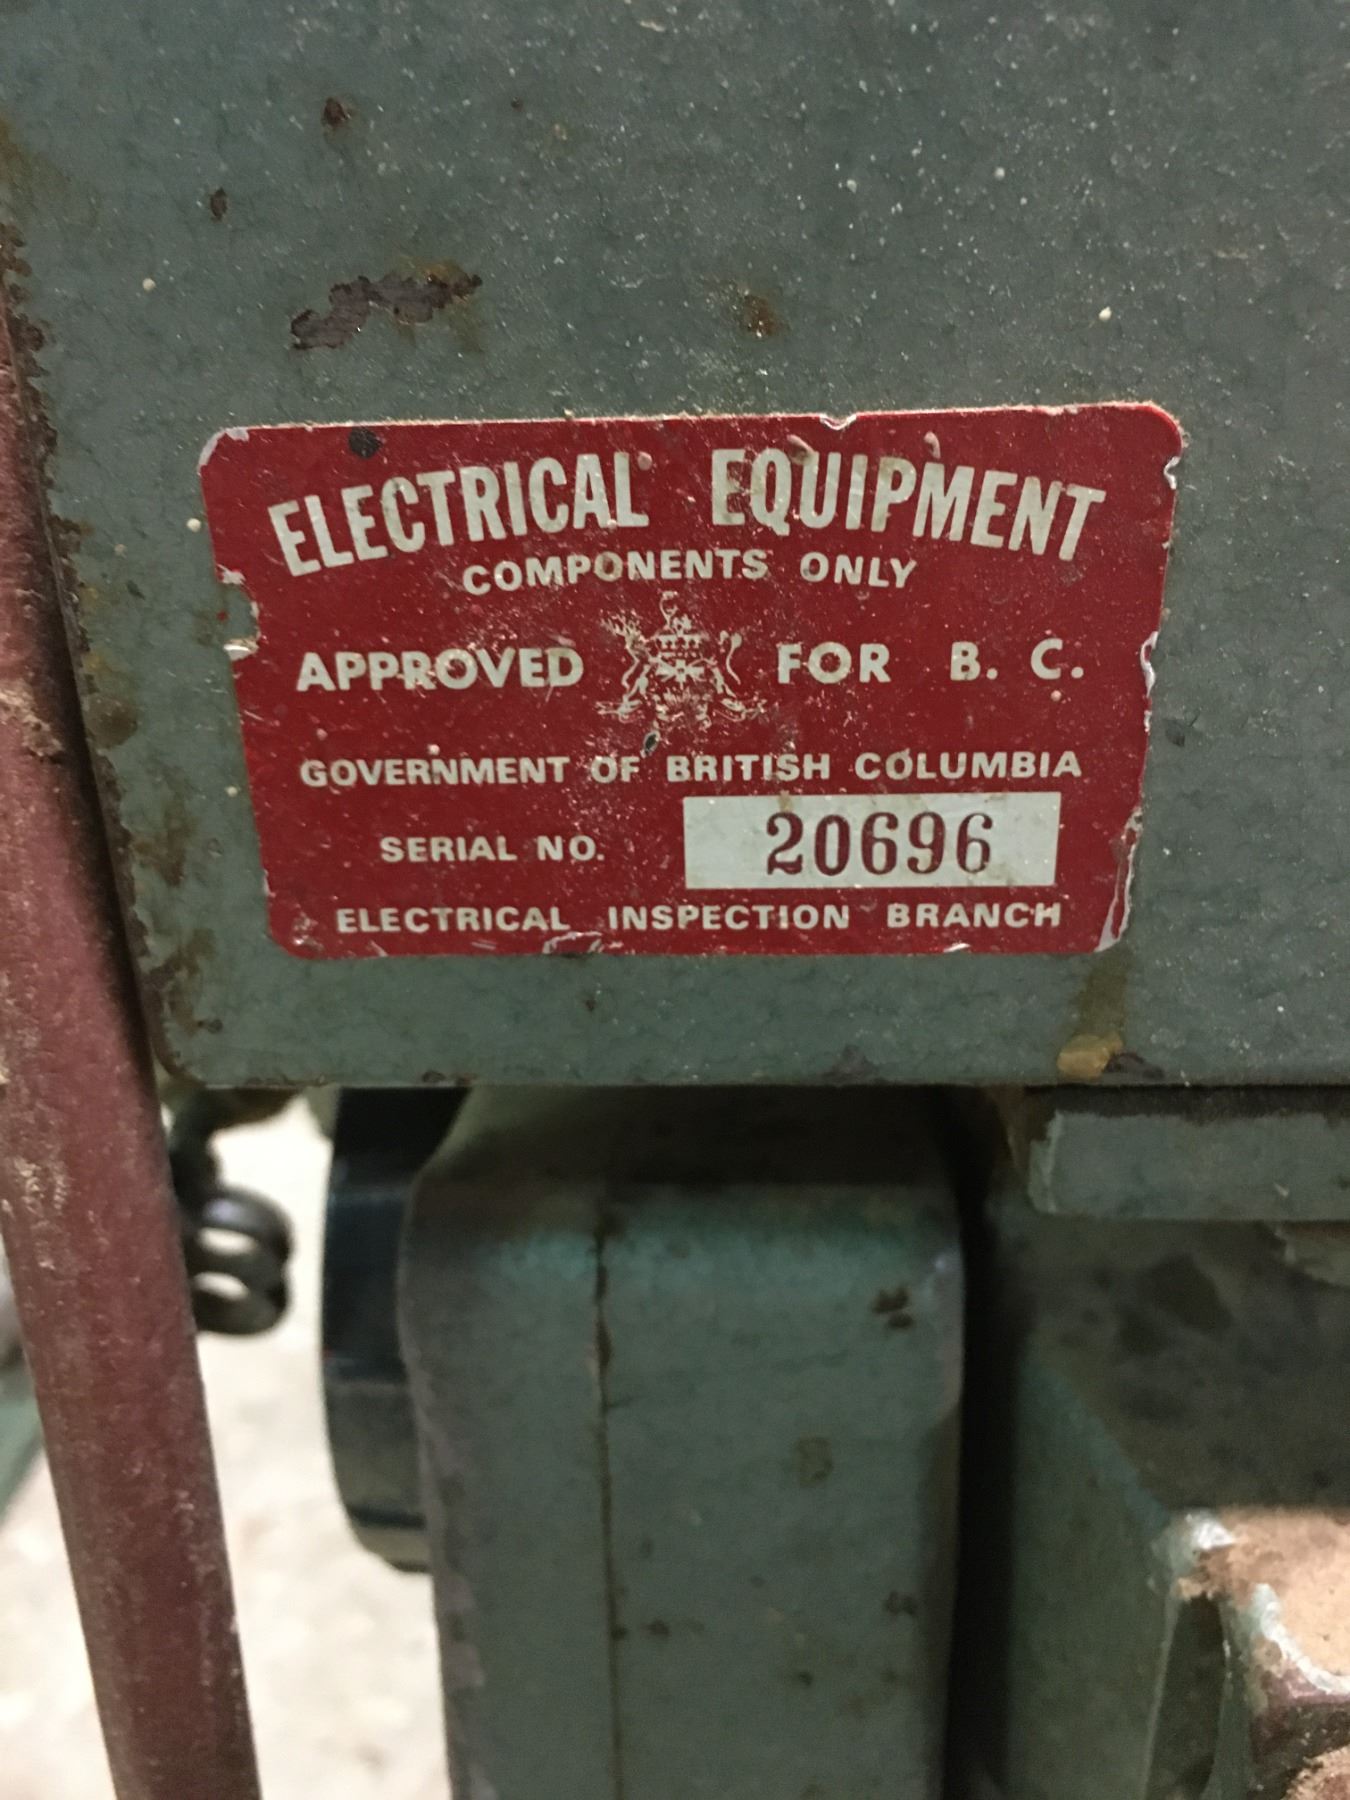 ELECTRICAL EQUIPMENT
COMPONENTS ONLY
APPROVED FOR B. C.
GOVERNMENT OF BRITISH COLUMBIA
SERIAL NO. 20696
ELECTRICAL INSPECTION BRANCH